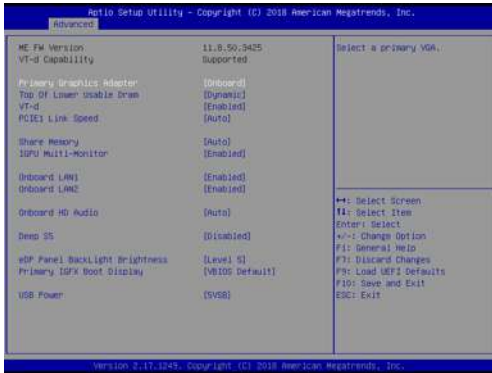 Aptio Setup Utility - Copyright (C) 2018 American Megatrends, Inc.
Advanced
ME FW Version 11.8.50.3425
VT-d Capability Supported
Primary Graphics Adapter [Onboard]
Top Of Lower Usable Dram [Dynamic]
VT-d [Enabled]
PCIE1 Link Speed [Auto]
Share Memory [Auto]
IGPU Multi-Monitor [Enabled]
Onboard LAN1 [Enabled]
Onboard LAN2 [Enabled]
Onboard HD Audio [Auto]
Deep S5 [Disabled]
eDP Panel BackLight Brightness [Level 5]
Primary IGFX Boot Display [VBIOS Default]
USB Power [5VSB]
Select a primary VGA.
↔: Select Screen
↑↓: Select Item
Enter: Select
+/-: Change Option
F1: General Help
F7: Discard Changes
F9: Load UEFI Defaults
F10: Save and Exit
ESC: Exit
Version 2.17.1249. Copyright (C) 2018 American Megatrends, Inc.